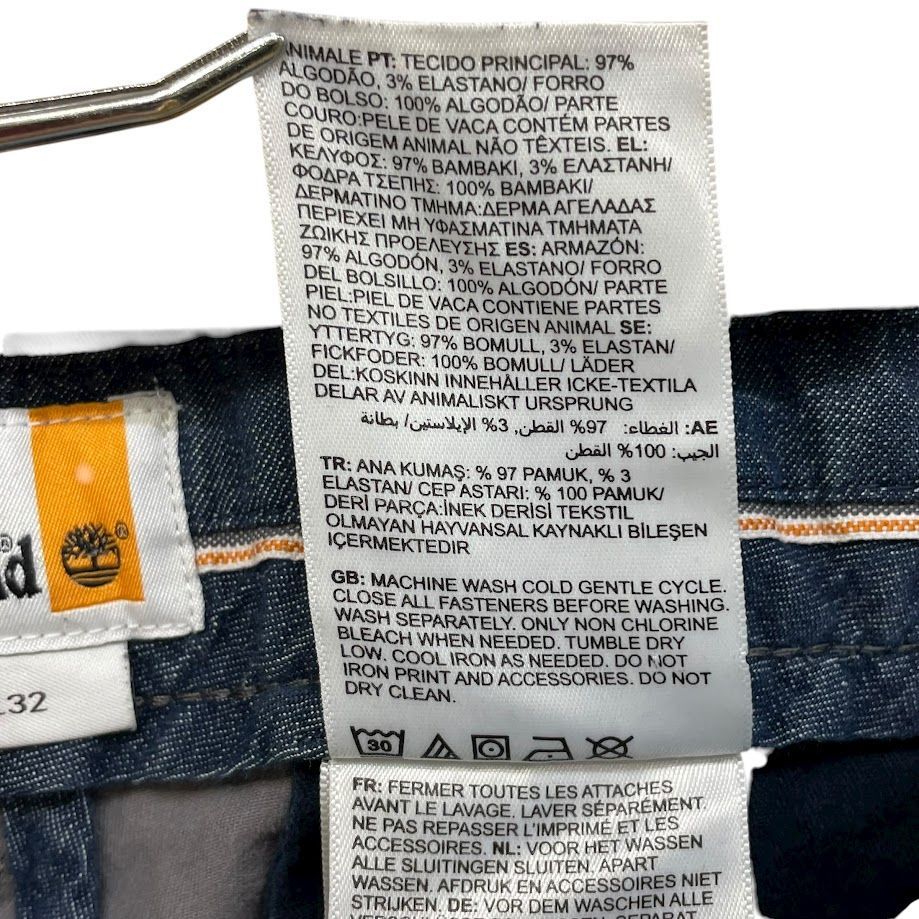 ANIMALE PT: TECIDO PRINCIPAL: 97%
ALGODÃO, 3% ELASTANO/ FORRO
DO BOLSO: 100% ALGODÃO/ PARTE
COURO:PELE DE VACA CONTÉM PARTES
DE ORIGEM ANIMAL NÃO TÊXTEIS. EL:
ΚΕΛΥΦΟΣ: 97% ΒΑΜΒΑΚΙ, 3% ΕΛΑΣΤΑΝΗ/
ΦΟΔΡΑ ΤΣΕΠΗΣ: 100% ΒΑΜΒΑΚΙ/
ΔΕΡΜΑΤΙΝΟ ΤΜΗΜΑ:ΔΕΡΜΑ ΑΓΕΛΑΔΑΣ
ΠΕΡΙΕΧΕΙ ΜΗ ΥΦΑΣΜΑΤΙΝΑ ΤΜΗΜΑΤΑ
ΖΩΙΚΗΣ ΠΡΟΕΛΕΥΣΗΣ ES: ARMAZÓN:
97% ALGODÓN, 3% ELASTANO/ FORRO
DEL BOLSILLO: 100% ALGODÓN/ PARTE
PIEL:PIEL DE VACA CONTIENE PARTES
NO TEXTILES DE ORIGEN ANIMAL SE:
YTTERTYG: 97% BOMULL, 3% ELASTAN/
FICKFODER: 100% BOMULL/ LÄDER
DEL:KOSKINN INNEHÅLLER ICKE-TEXTILA
DELAR AV ANIMALISKT URSPRUNG
AE: الغطاء: 97% القطن, 3% الإيلاستين/ بطانة
الجيب: 100% القطن
TR: ANA KUMAŞ: % 97 PAMUK, % 3
ELASTAN/ CEP ASTARI: % 100 PAMUK/
DERİ PARÇA:İNEK DERİSİ TEKSTIL
OLMAYAN HAYVANSAL KAYNAKLI BİLEŞEN
IÇERMEKTEDIR
GB: MACHINE WASH COLD GENTLE CYCLE.
CLOSE ALL FASTENERS BEFORE WASHING.
WASH SEPARATELY. ONLY NON CHLORINE
BLEACH WHEN NEEDED. TUMBLE DRY
LOW. COOL IRON AS NEEDED. DO NOT
IRON PRINT AND ACCESSORIES. DO NOT
DRY CLEAN.
30
FR: FERMER TOUTES LES ATTACHES
AVANT LE LAVAGE. LAVER SÉPARÉMENT.
NE PAS REPASSER L'IMPRIMÉ ET LES
ACCESSOIRES. NL: VOOR HET WASSEN
ALLE SLUITINGEN SLUITEN. APART
WASSEN. AFDRUK EN ACCESSOIRES NIET
STRIJKEN. DE: VOR DEM WASCHEN ALLE
L32